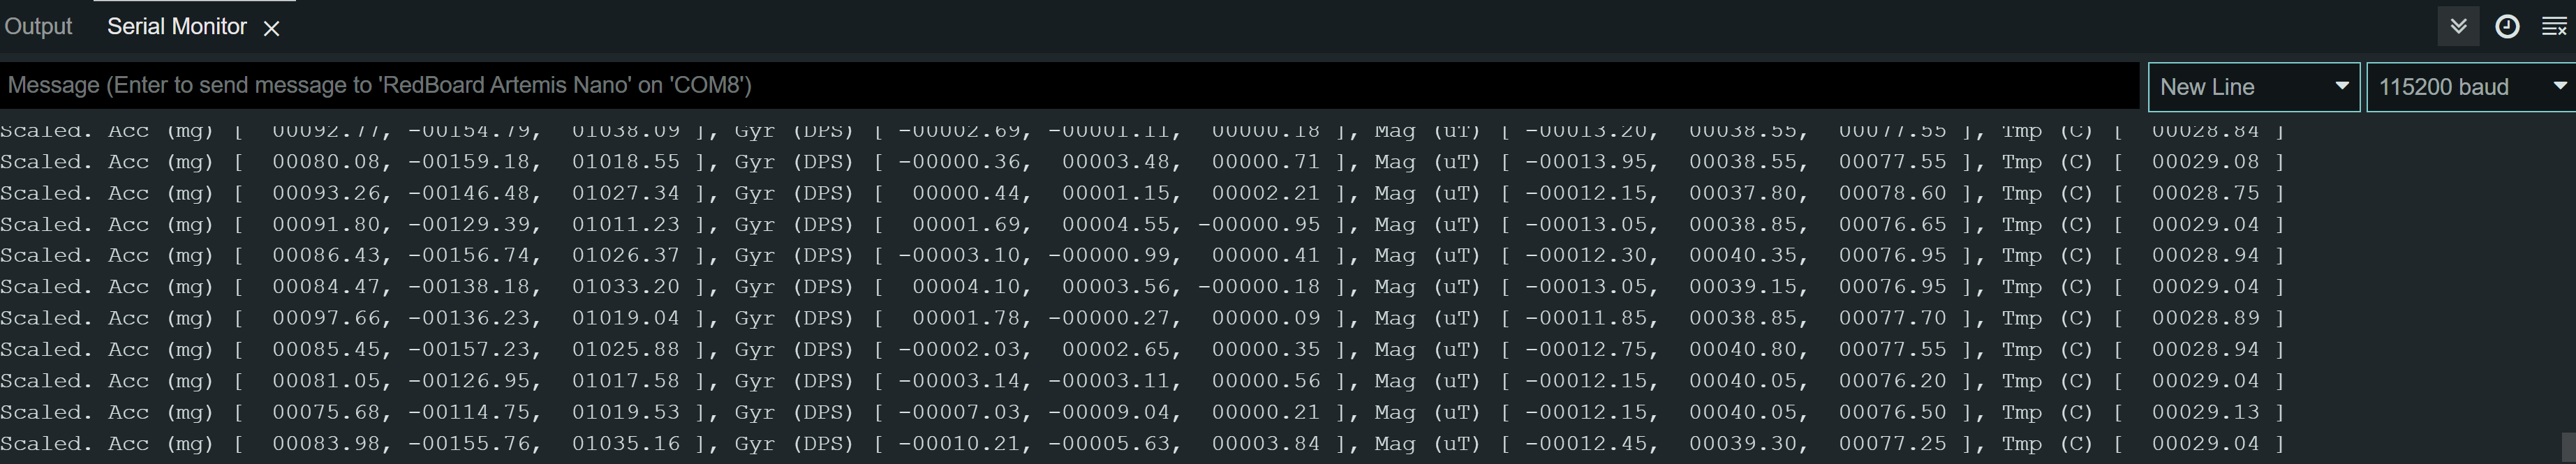 Output Serial Monitor
Message (Enter to send message to 'RedBoard Artemis Nano' on 'COM8') New Line 115200 baud
Scaled. Acc (mg) [  00092.77, -00154.79,  01038.09 ], Gyr (DPS) [ -00002.69, -00001.11,  00000.18 ], Mag (uT) [ -00013.20,  00038.55,  00077.55 ], Tmp (C) [  00028.84 ]
Scaled. Acc (mg) [  00080.08, -00159.18,  01018.55 ], Gyr (DPS) [ -00000.36,  00003.48,  00000.71 ], Mag (uT) [ -00013.95,  00038.55,  00077.55 ], Tmp (C) [  00029.08 ]
Scaled. Acc (mg) [  00093.26, -00146.48,  01027.34 ], Gyr (DPS) [  00000.44,  00001.15,  00002.21 ], Mag (uT) [ -00012.15,  00037.80,  00078.60 ], Tmp (C) [  00028.75 ]
Scaled. Acc (mg) [  00091.80, -00129.39,  01011.23 ], Gyr (DPS) [  00001.69,  00004.55, -00000.95 ], Mag (uT) [ -00013.05,  00038.85,  00076.65 ], Tmp (C) [  00029.04 ]
Scaled. Acc (mg) [  00086.43, -00156.74,  01026.37 ], Gyr (DPS) [ -00003.10, -00000.99,  00000.41 ], Mag (uT) [ -00012.30,  00040.35,  00076.95 ], Tmp (C) [  00028.94 ]
Scaled. Acc (mg) [  00084.47, -00138.18,  01033.20 ], Gyr (DPS) [  00004.10,  00003.56, -00000.18 ], Mag (uT) [ -00013.05,  00039.15,  00076.95 ], Tmp (C) [  00029.04 ]
Scaled. Acc (mg) [  00097.66, -00136.23,  01019.04 ], Gyr (DPS) [  00001.78, -00000.27,  00000.09 ], Mag (uT) [ -00011.85,  00038.85,  00077.70 ], Tmp (C) [  00028.89 ]
Scaled. Acc (mg) [  00085.45, -00157.23,  01025.88 ], Gyr (DPS) [ -00002.03,  00002.65,  00000.35 ], Mag (uT) [ -00012.75,  00040.80,  00077.55 ], Tmp (C) [  00028.94 ]
Scaled. Acc (mg) [  00081.05, -00126.95,  01017.58 ], Gyr (DPS) [ -00003.14, -00003.11,  00000.56 ], Mag (uT) [ -00012.15,  00040.05,  00076.20 ], Tmp (C) [  00029.04 ]
Scaled. Acc (mg) [  00075.68, -00114.75,  01019.53 ], Gyr (DPS) [ -00007.03, -00009.04,  00000.21 ], Mag (uT) [ -00012.15,  00040.05,  00076.50 ], Tmp (C) [  00029.13 ]
Scaled. Acc (mg) [  00083.98, -00155.76,  01035.16 ], Gyr (DPS) [ -00010.21, -00005.63,  00003.84 ], Mag (uT) [ -00012.45,  00039.30,  00077.25 ], Tmp (C) [  00029.04 ]